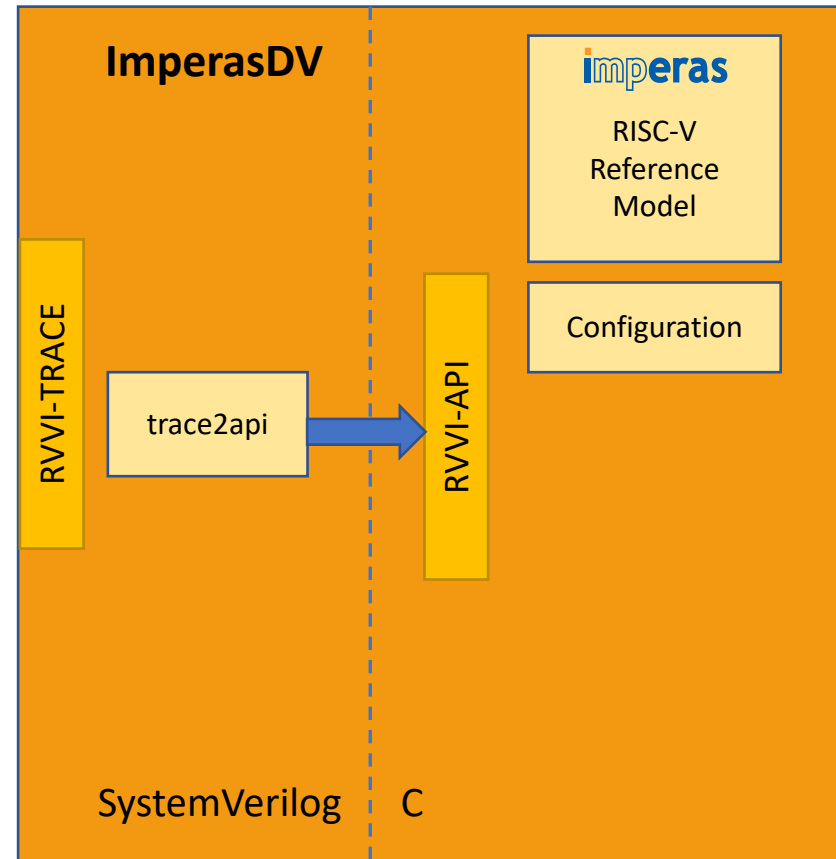 ImperasDV
imperas
RISC-V
Reference
Model
Configuration
RVVI-TRACE
trace2api
RVVI-API
SystemVerilog
C